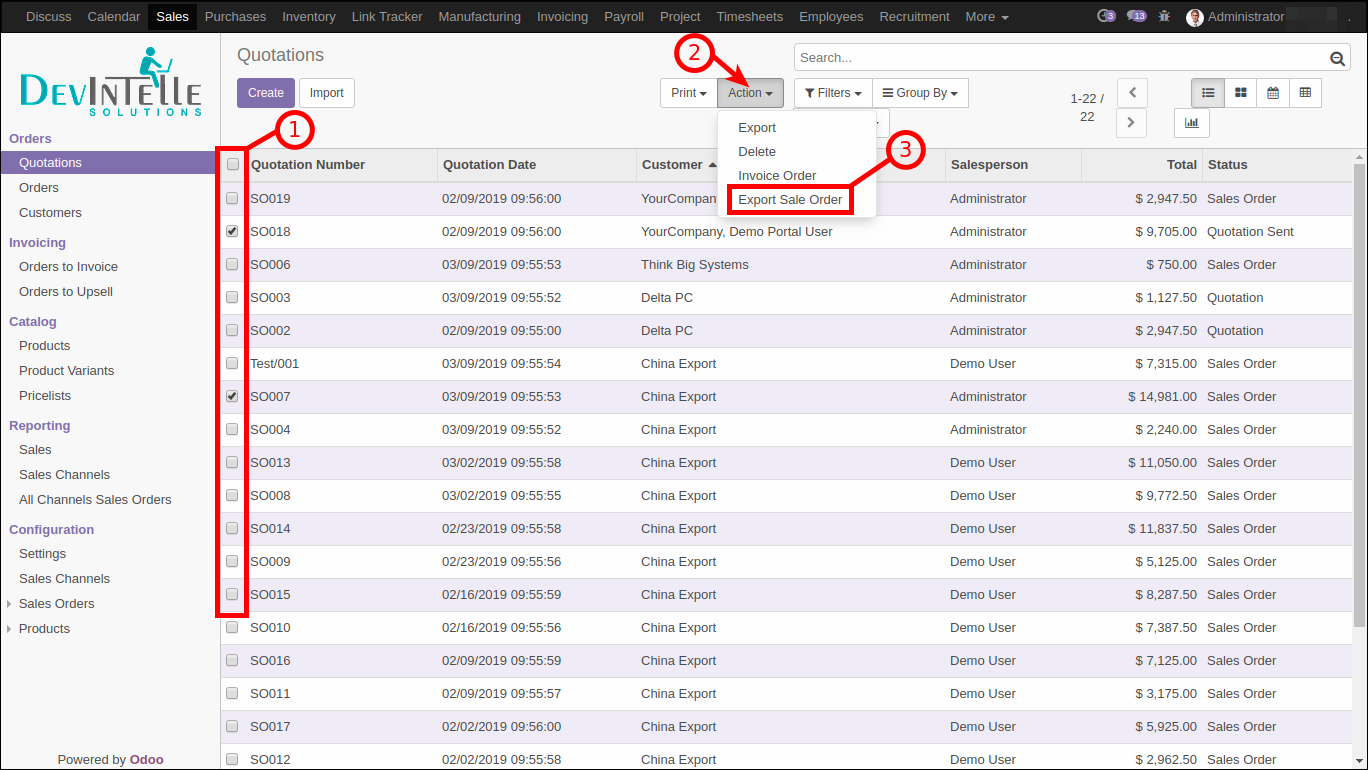 Discuss Calendar Sales Purchases Inventory Link Tracker Manufacturing Invoicing Payroll Project Timesheets Employees Recruitment More 3 13 Administrator
DEVINTELLE
SOLUTIONS
Quotations
2
Search...
Create Import
Print Action Filters Group By
1-22 / 22
Export
Delete
Invoice Order
Export Sale Order
1
3
Orders
Quotations
Orders
Customers
Invoicing
Orders to Invoice
Orders to Upsell
Catalog
Products
Product Variants
Pricelists
Reporting
Sales
Sales Channels
All Channels Sales Orders
Configuration
Settings
Sales Channels
Sales Orders
Products
Powered by Odoo
Quotation Number Quotation Date Customer Salesperson Total Status
SO019 02/09/2019 09:56:00 YourCompan Administrator $ 2,947.50 Sales Order
SO018 02/09/2019 09:56:00 YourCompany, Demo Portal User Administrator $ 9,705.00 Quotation Sent
SO006 03/09/2019 09:55:53 Think Big Systems Administrator $ 750.00 Sales Order
SO003 03/09/2019 09:55:52 Delta PC Administrator $ 1,127.50 Quotation
SO002 02/09/2019 09:55:00 Delta PC Administrator $ 2,947.50 Quotation
Test/001 03/09/2019 09:55:54 China Export Demo User $ 7,315.00 Sales Order
SO007 03/09/2019 09:55:53 China Export Administrator $ 14,981.00 Sales Order
SO004 03/09/2019 09:55:52 China Export Administrator $ 2,240.00 Sales Order
SO013 03/02/2019 09:55:58 China Export Demo User $ 11,050.00 Sales Order
SO008 03/02/2019 09:55:55 China Export Demo User $ 9,772.50 Sales Order
SO014 02/23/2019 09:55:58 China Export Demo User $ 11,837.50 Sales Order
SO009 02/23/2019 09:55:56 China Export Demo User $ 5,125.00 Sales Order
SO015 02/16/2019 09:55:59 China Export Demo User $ 8,287.50 Sales Order
SO010 02/16/2019 09:55:56 China Export Demo User $ 7,387.50 Sales Order
SO016 02/09/2019 09:55:59 China Export Demo User $ 7,125.00 Sales Order
SO011 02/09/2019 09:55:57 China Export Demo User $ 3,175.00 Sales Order
SO017 02/02/2019 09:56:00 China Export Demo User $ 5,925.00 Sales Order
SO012 02/02/2019 09:55:58 China Export Demo User $ 2,962.50 Sales Order